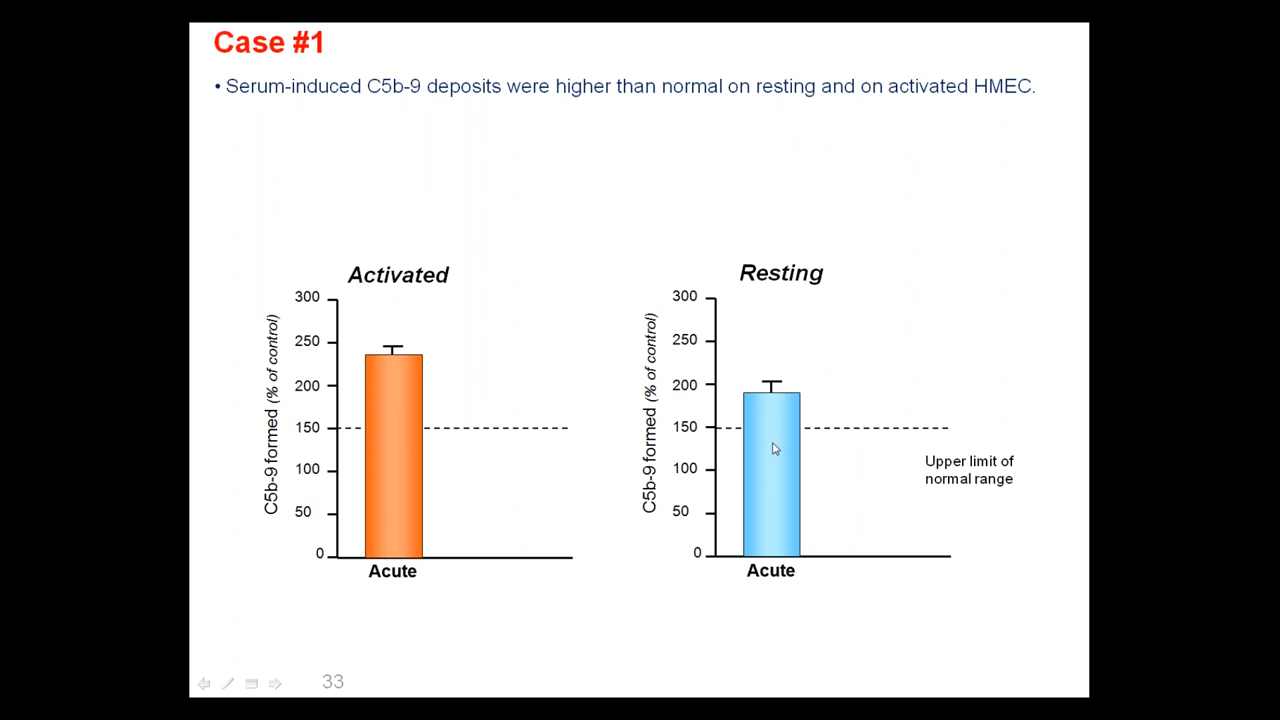 Case #1
• Serum-induced C5b-9 deposits were higher than normal on resting and on activated HMEC.
Activated
C5b-9 formed (% of control)
300
250
200
150
100
50
0
Acute
Resting
C5b-9 formed (% of control)
300
250
200
150
100
50
0
Acute
Upper limit of
normal range
33